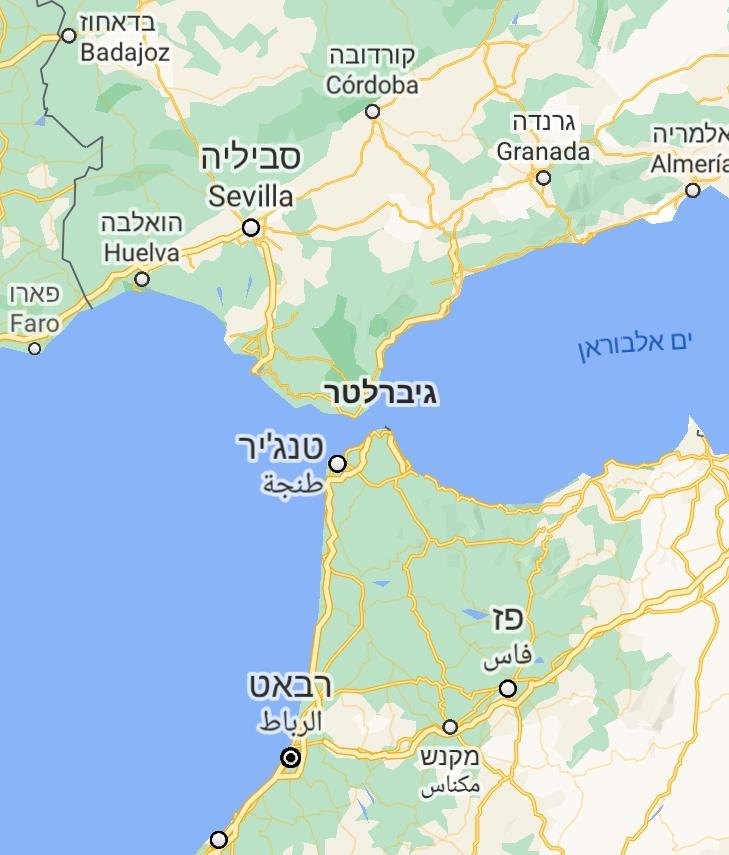 בדאחוז
Badajoz
קורדובה
Córdoba
גרנדה
Granada
אלמריה
Almería
סביליה
Sevilla
הואלבה
Huelva
פארו
Faro
ים אלבוראן
גיברלטר
טנג'יר
طنجة
פז
فاس
רבאט
الرباط
מקנש
مكناس